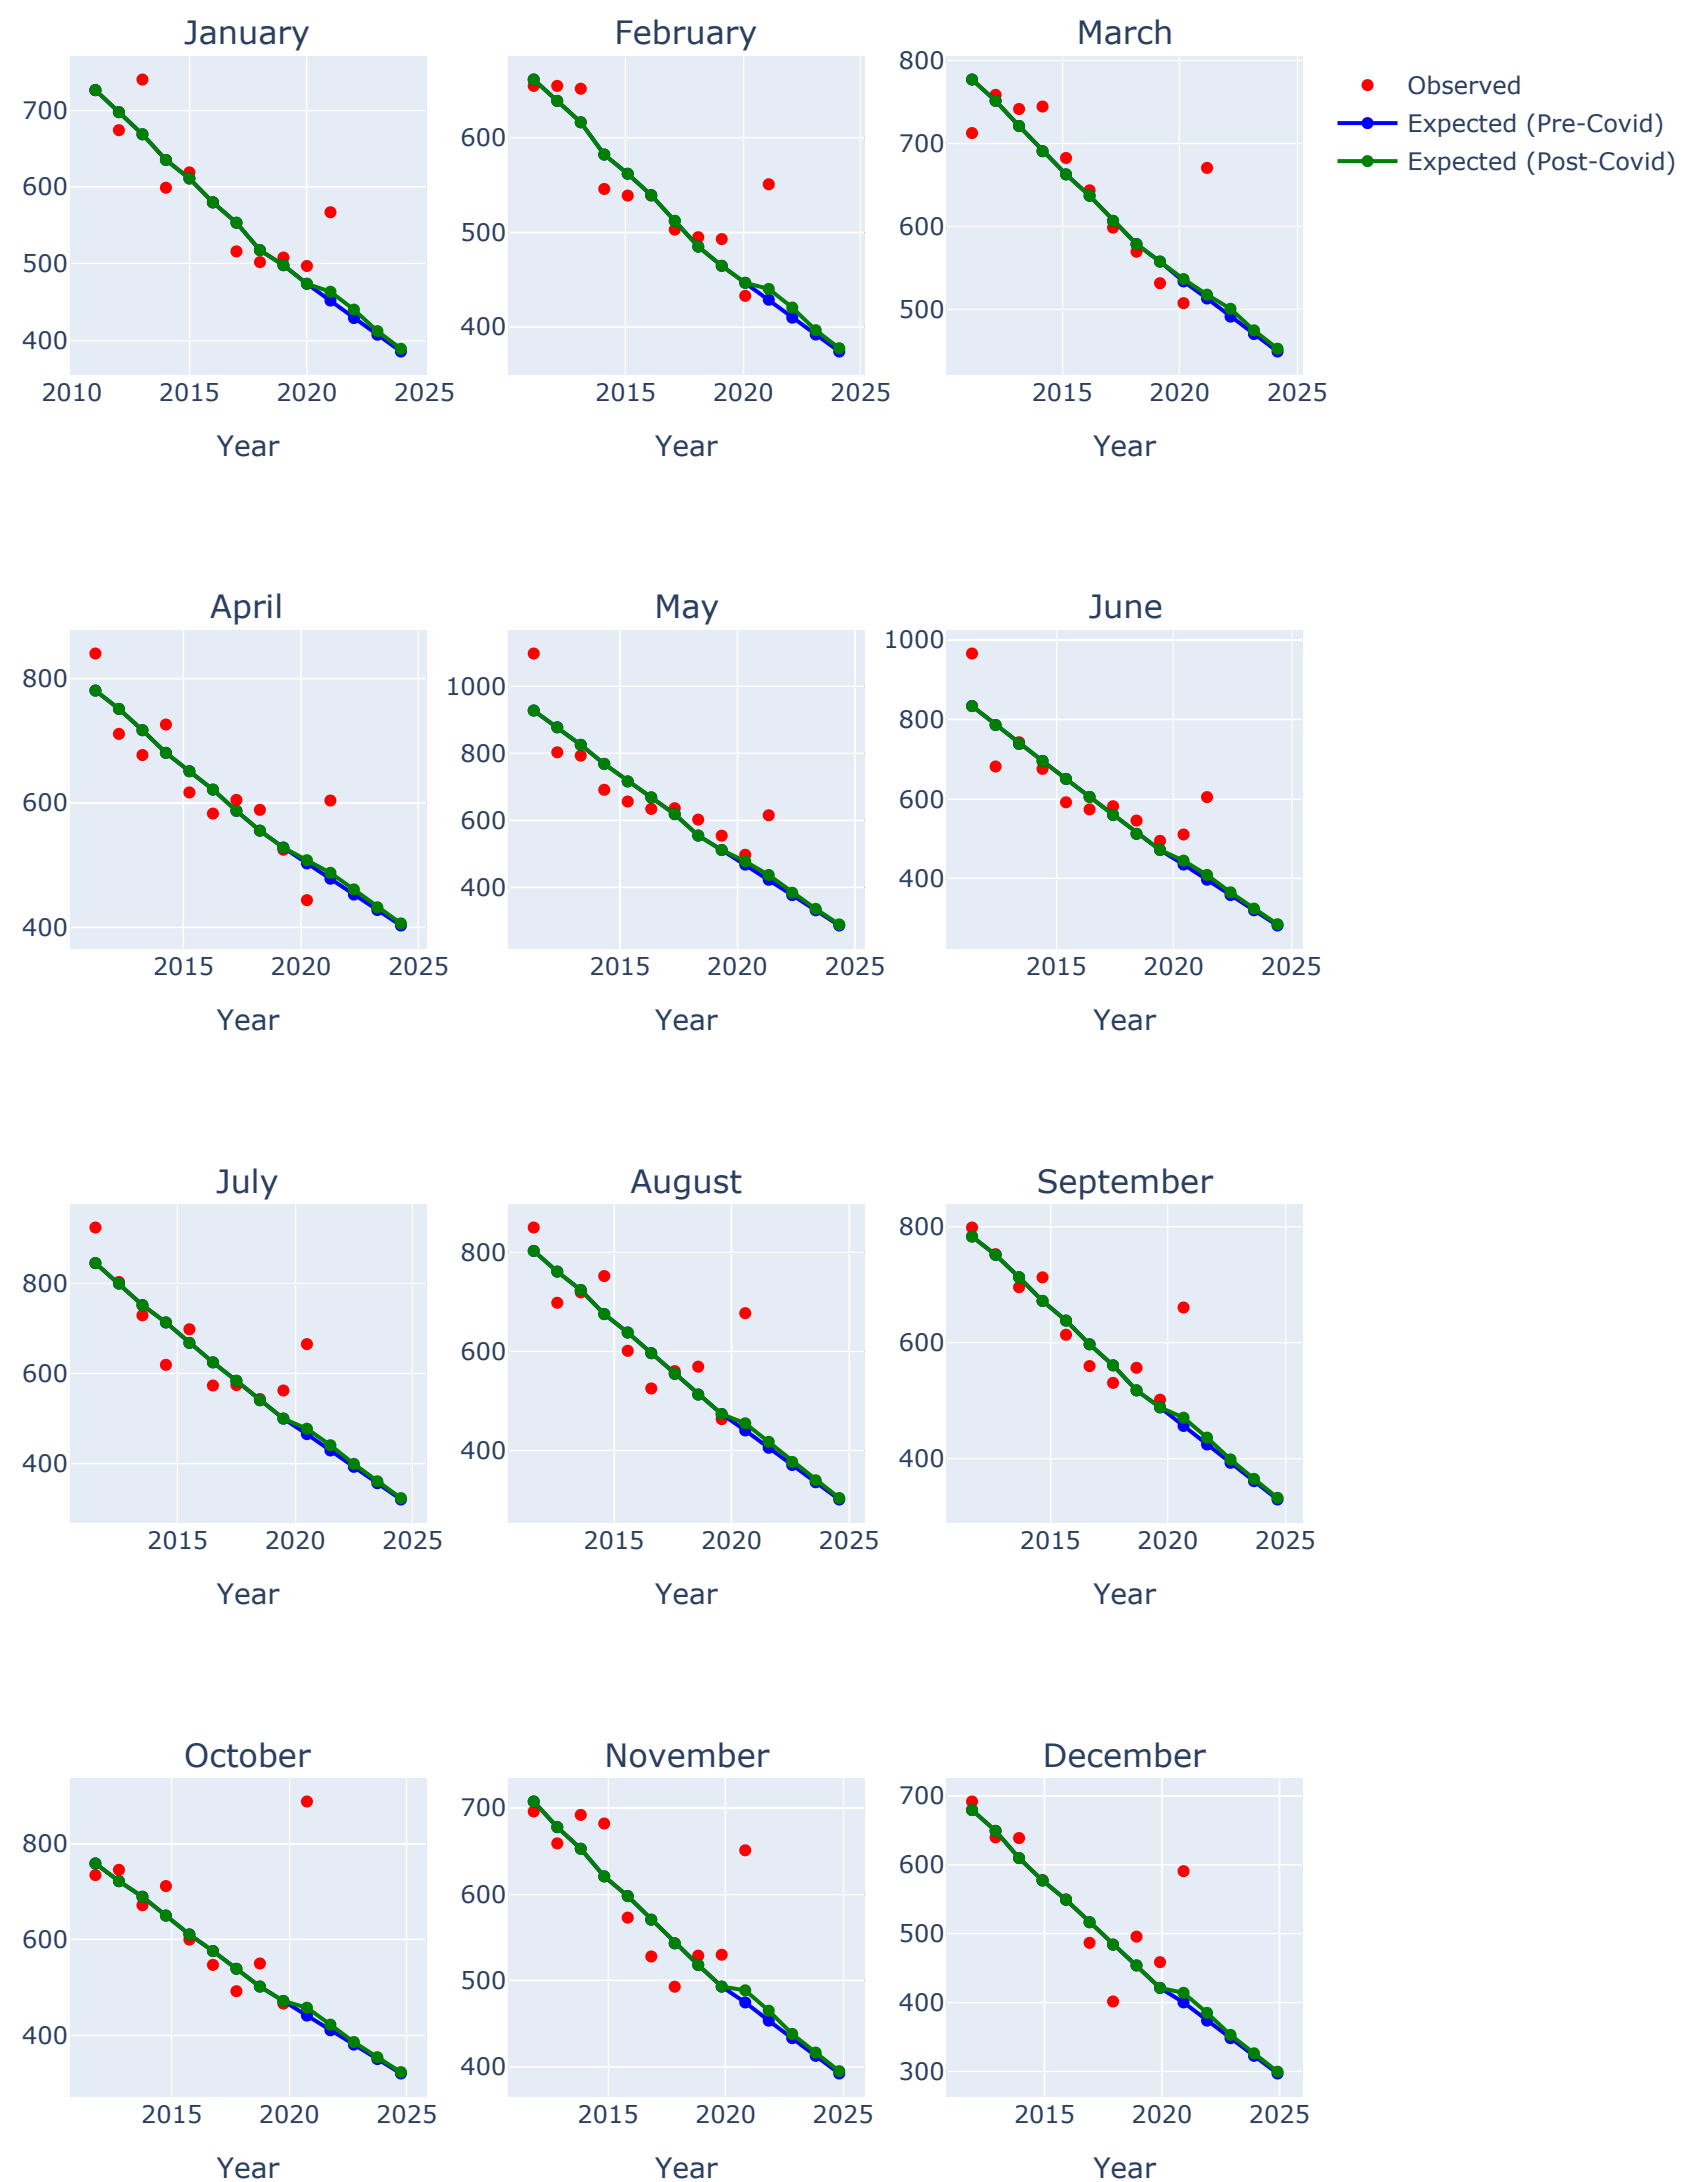 January February March
700
600
500
400
2010 2015 2020 2025
Year
600
500
400
2015 2020 2025
Year
800
700
600
500
2015 2020 2025
Year
Observed
Expected (Pre-Covid)
Expected (Post-Covid)
April May June
800
600
400
2015 2020 2025
Year
1000
800
600
400
2015 2020 2025
Year
1000
800
600
400
2015 2020 2025
Year
July August September
800
600
400
2015 2020 2025
Year
800
600
400
2015 2020 2025
Year
800
600
400
2015 2020 2025
Year
October November December
800
600
400
2015 2020 2025
Year
700
600
500
400
2015 2020 2025
Year
700
600
500
400
300
2015 2020 2025
Year